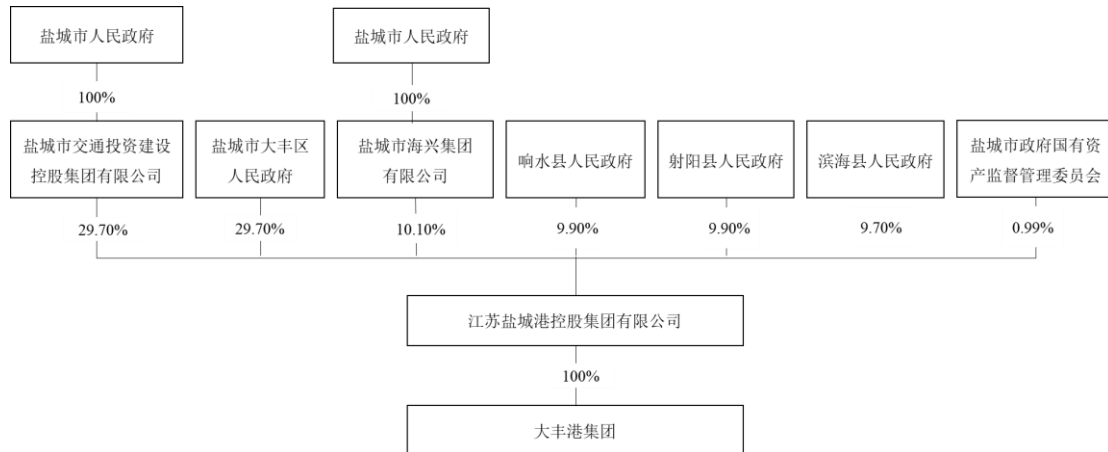 盐城市人民政府
盐城市人民政府
100%
100%
盐城市交通投资建设
控股集团有限公司
盐城市大丰区
人民政府
盐城市海兴集团
有限公司
响水县人民政府
射阳县人民政府
滨海县人民政府
盐城市政府国有资
产监督管理委员会
29.70%
29.70%
10.10%
9.90%
9.90%
9.70%
0.99%
江苏盐城港控股集团有限公司
100%
大丰港集团